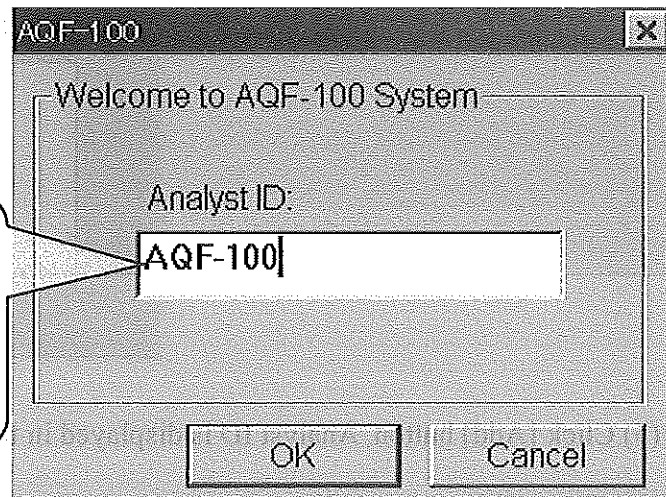 AQF-100
Welcome to AQF-100 System
Analyst ID:
AQF-100
OK
Cancel